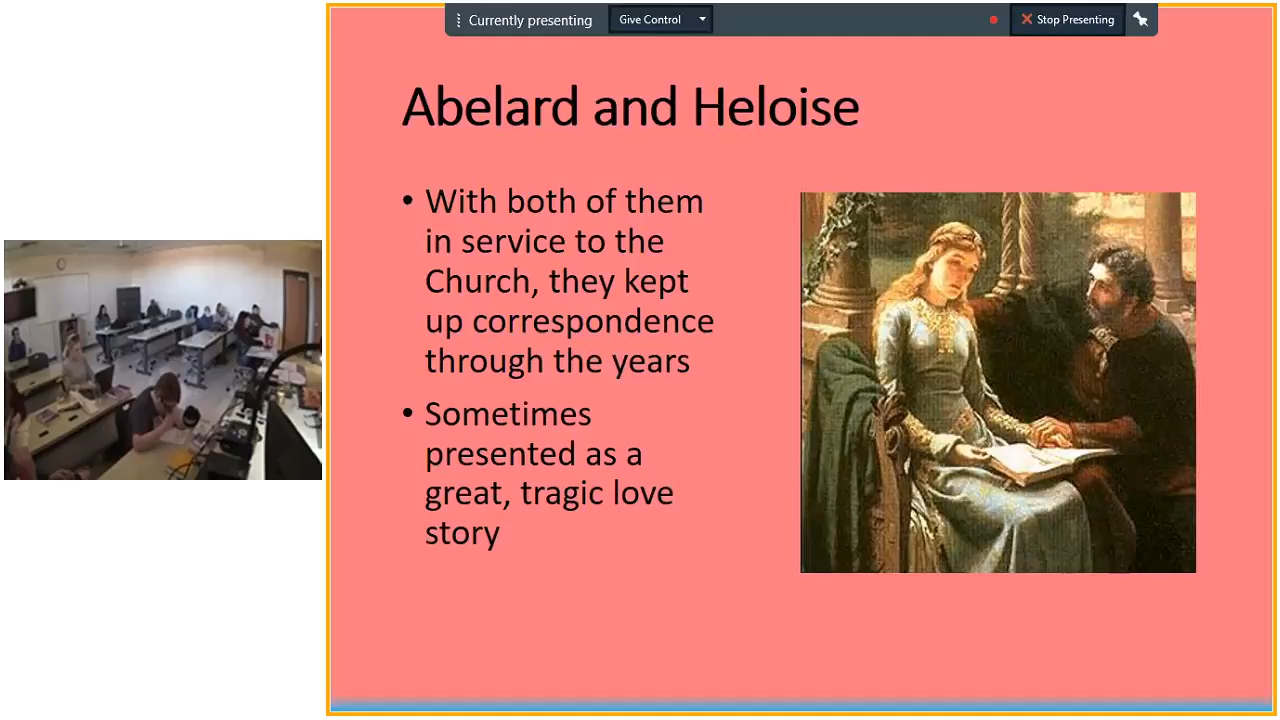 Currently presenting
Give Control
Stop Presenting
Abelard and Heloise
• With both of them
in service to the
Church, they kept
up correspondence
through the years
• Sometimes
presented as a
great, tragic love
story